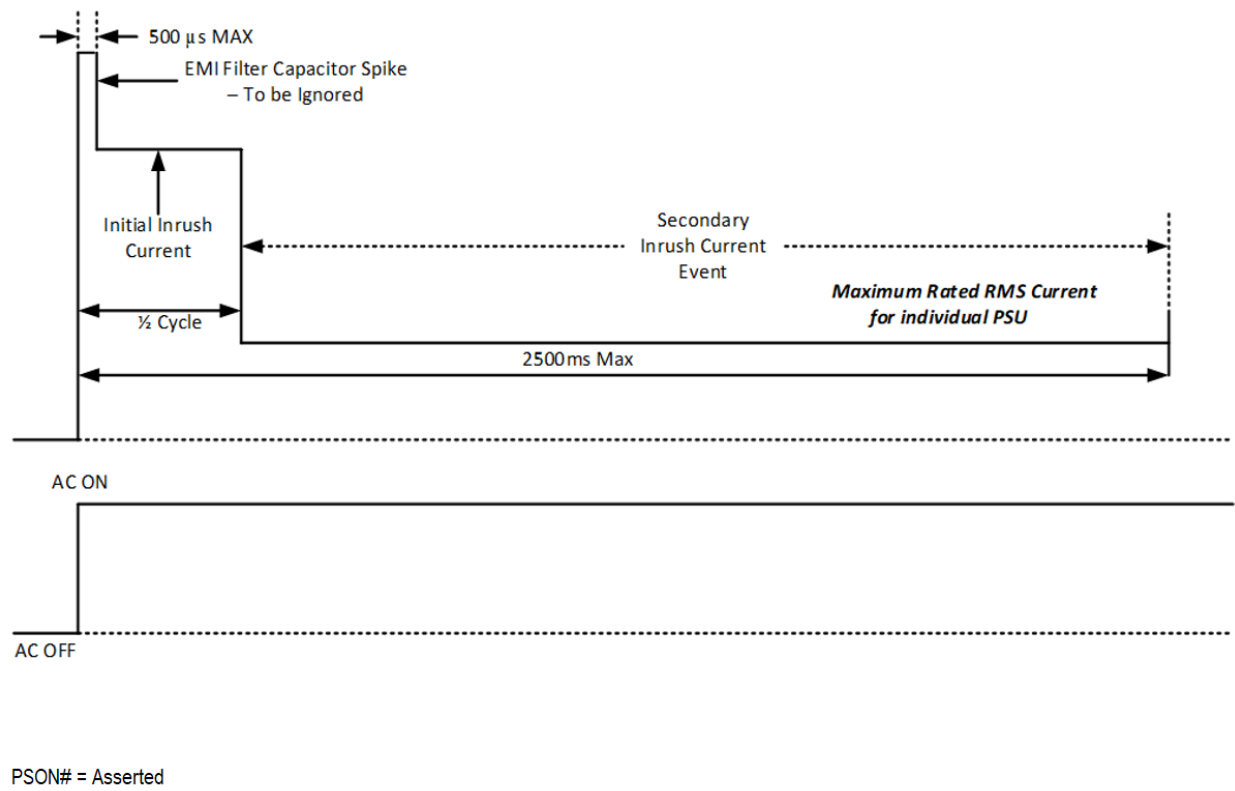 500 µs MAX
EMI Filter Capacitor Spike
– To be Ignored
Initial Inrush
Current
Secondary
Inrush Current
Event
Maximum Rated RMS Current
for individual PSU
½ Cycle
2500ms Max
AC ON
AC OFF
PSON# = Asserted